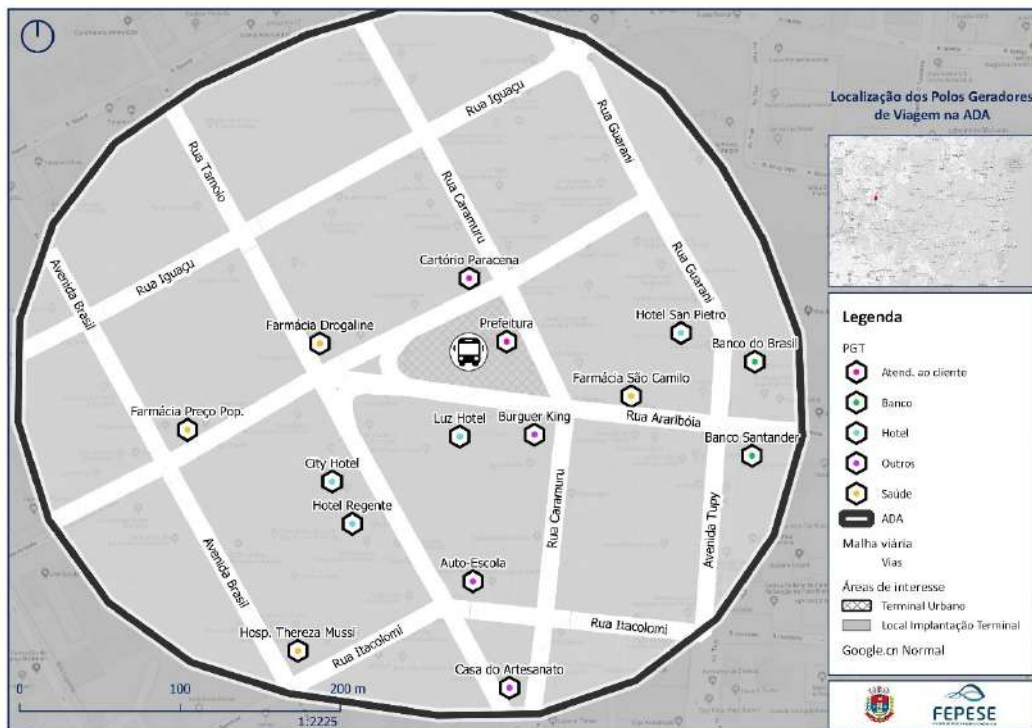 Localização dos Polos Geradores
de Viagem na ADA
Rua Iguaçu
Rua Guarani
Rua Tamoio
Rua Caramuru
Rua Iguaçu
Avenida Brasil
Rua Guarani
Cartório Paracena
Farmácia Drogaline
Prefeitura
Hotel San Pietro
Banco do Brasil
Farmácia São Camilo
Farmácia Preço Pop.
Luz Hotel
Burguer King
Rua Araribóia
Banco Santander
City Hotel
Hotel Regente
Rua Caramuru
Avenida Tupy
Avenida Brasil
Auto-Escola
Rua Itacolomi
Hosp. Thereza Mussi
Rua Itacolomi
Casa do Artesanato
0
100
200 m
1:2225
Legenda
PGT
Atend. ao cliente
Banco
Hotel
Outros
Saúde
ADA
Malha viária
Vias
Áreas de interesse
Terminal Urbano
Local Implantação Terminal
Google.cn Normal
FEPESE